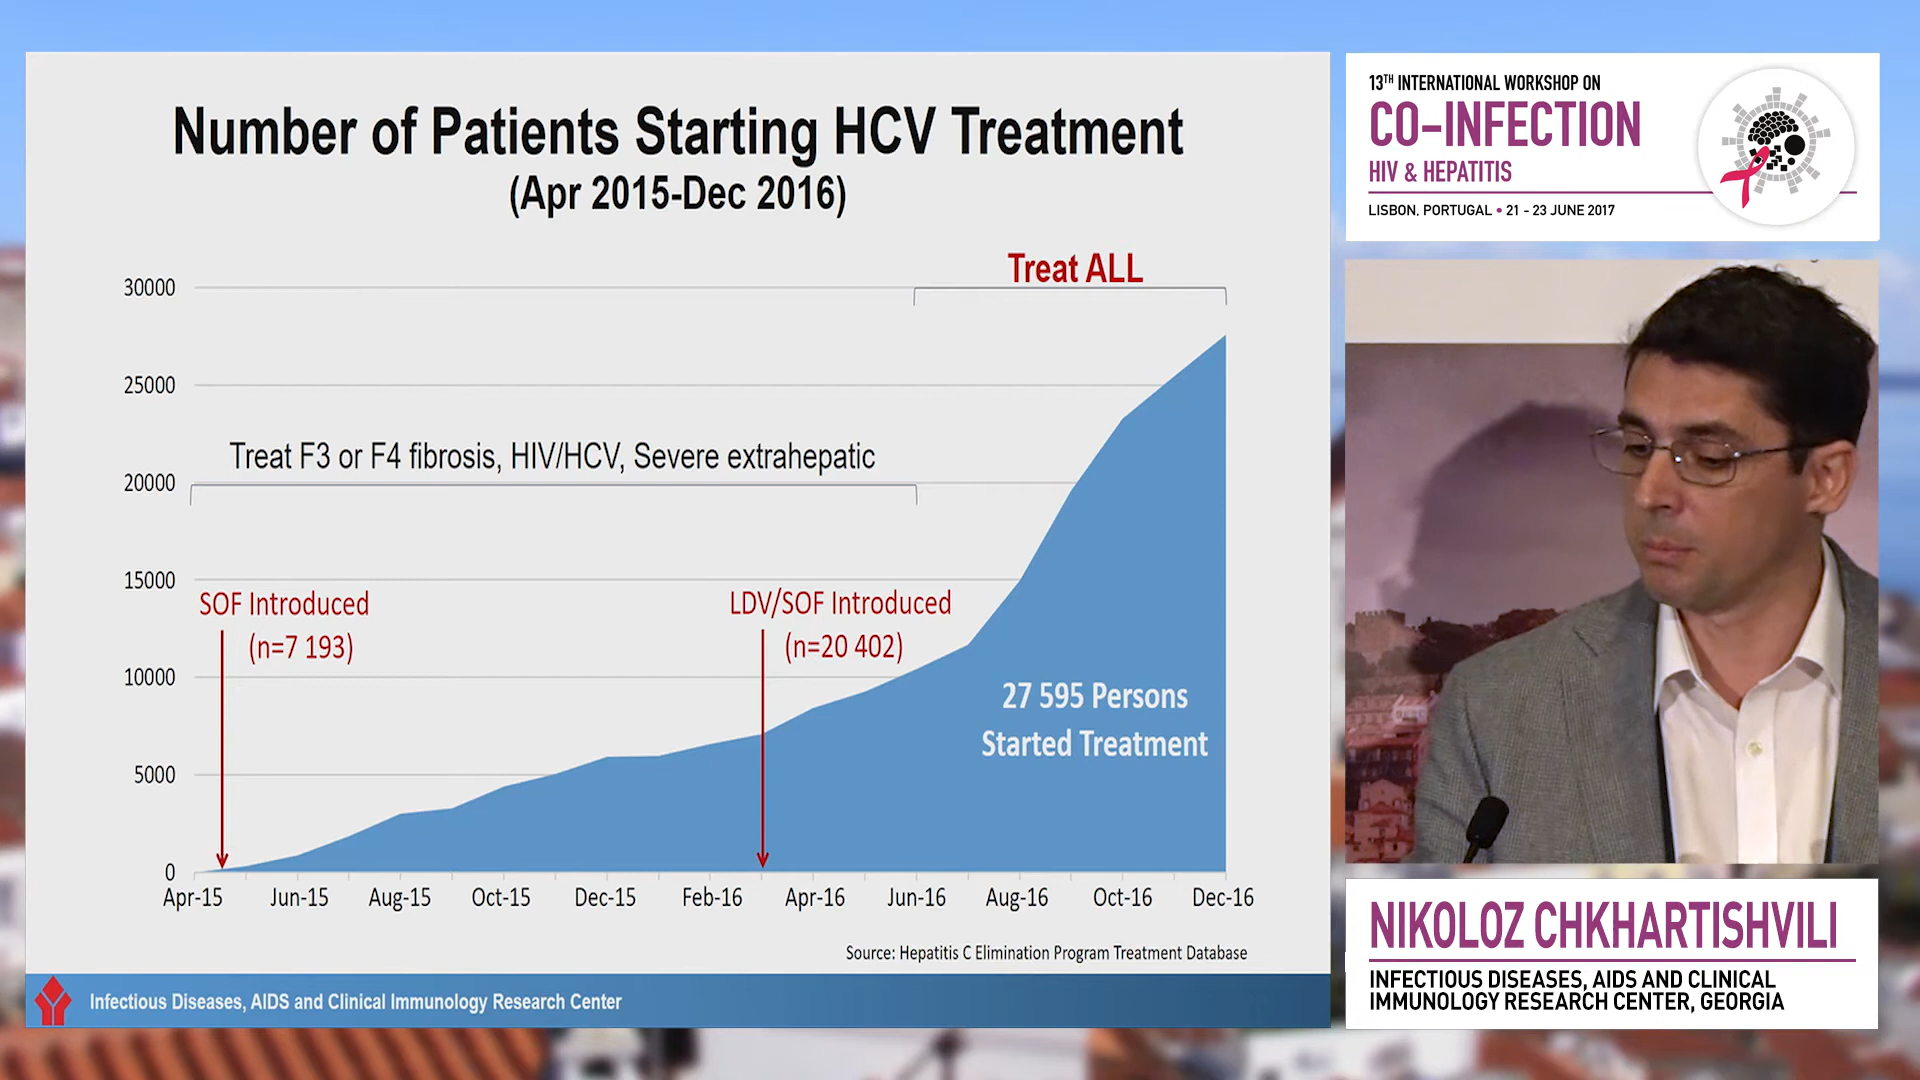 Number of Patients Starting HCV Treatment
(Apr 2015-Dec 2016)
Treat ALL
30000
25000
Treat F3 or F4 fibrosis, HIV/HCV, Severe extrahepatic
20000
15000
SOF Introduced
(n=7 193)
LDV/SOF Introduced
(n=20 402)
10000
27 595 Persons
Started Treatment
5000
0
Apr-15 Jun-15 Aug-15 Oct-15 Dec-15 Feb-16 Apr-16 Jun-16 Aug-16 Oct-16 Dec-16
Source: Hepatitis C Elimination Program Treatment Database
Infectious Diseases, AIDS and Clinical Immunology Research Center
13TH INTERNATIONAL WORKSHOP ON
CO-INFECTION
HIV & HEPATITIS
LISBON, PORTUGAL • 21 - 23 JUNE 2017
NIKOLOZ CHKHARTISHVILI
INFECTIOUS DISEASES, AIDS AND CLINICAL
IMMUNOLOGY RESEARCH CENTER, GEORGIA